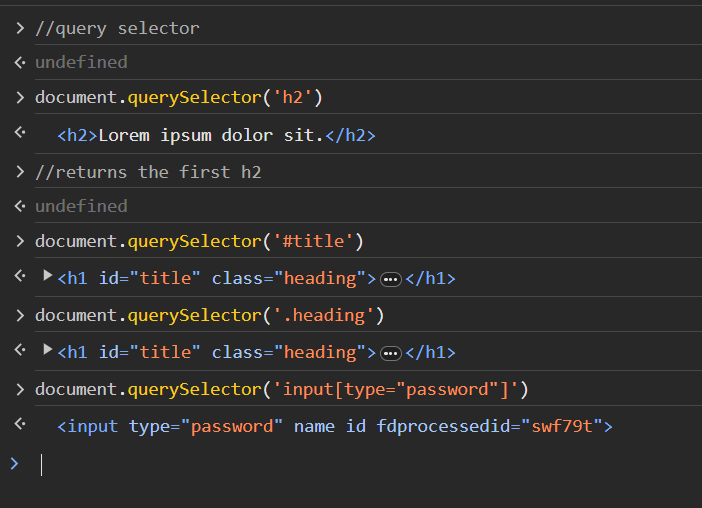 //query selector
undefined
document.querySelector('h2')
<h2>Lorem ipsum dolor sit.</h2>
//returns the first h2
undefined
document.querySelector('#title')
<h1 id="title" class="heading">…</h1>
document.querySelector('.heading')
<h1 id="title" class="heading">…</h1>
document.querySelector('input[type="password"]')
<input type="password" name id fdprocessedid="swf79t">